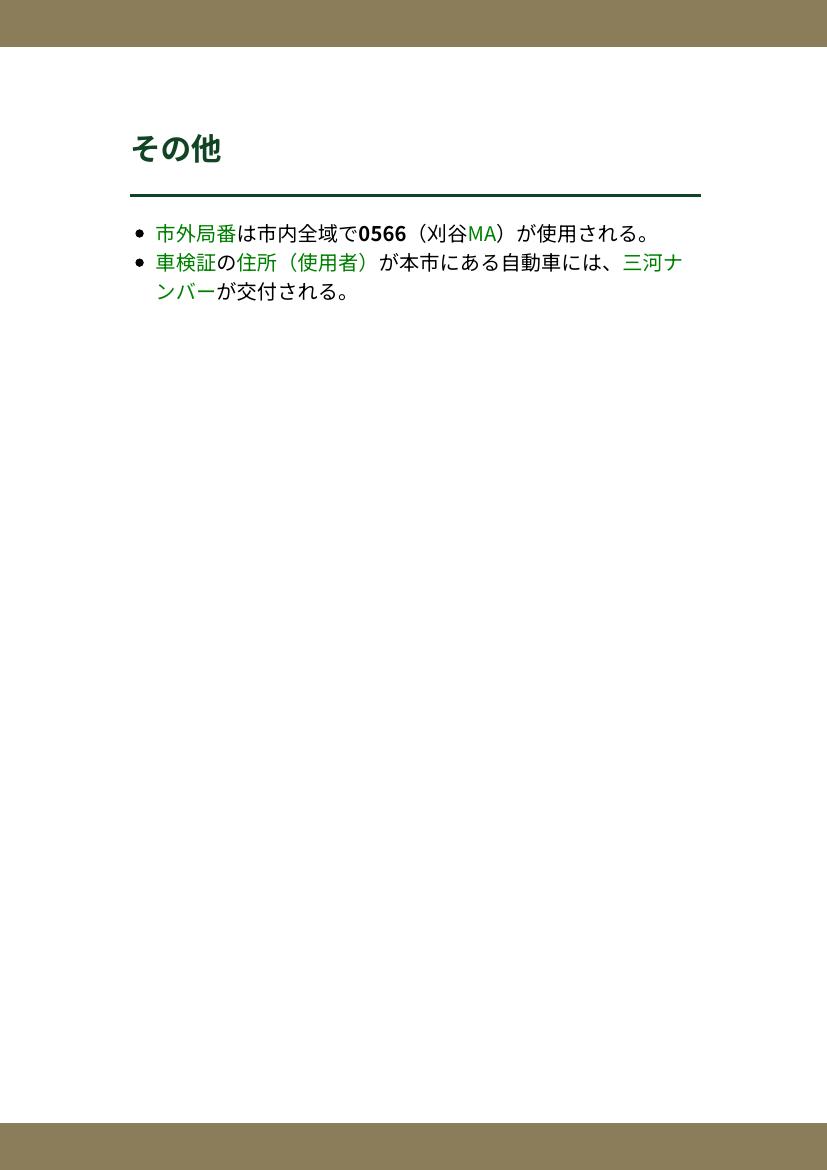 その他
市外局番は市内全域で0566（刈谷MA）が使用される。
車検証の住所（使用者）が本市にある自動車には、三河ナ
ンバーが交付される。